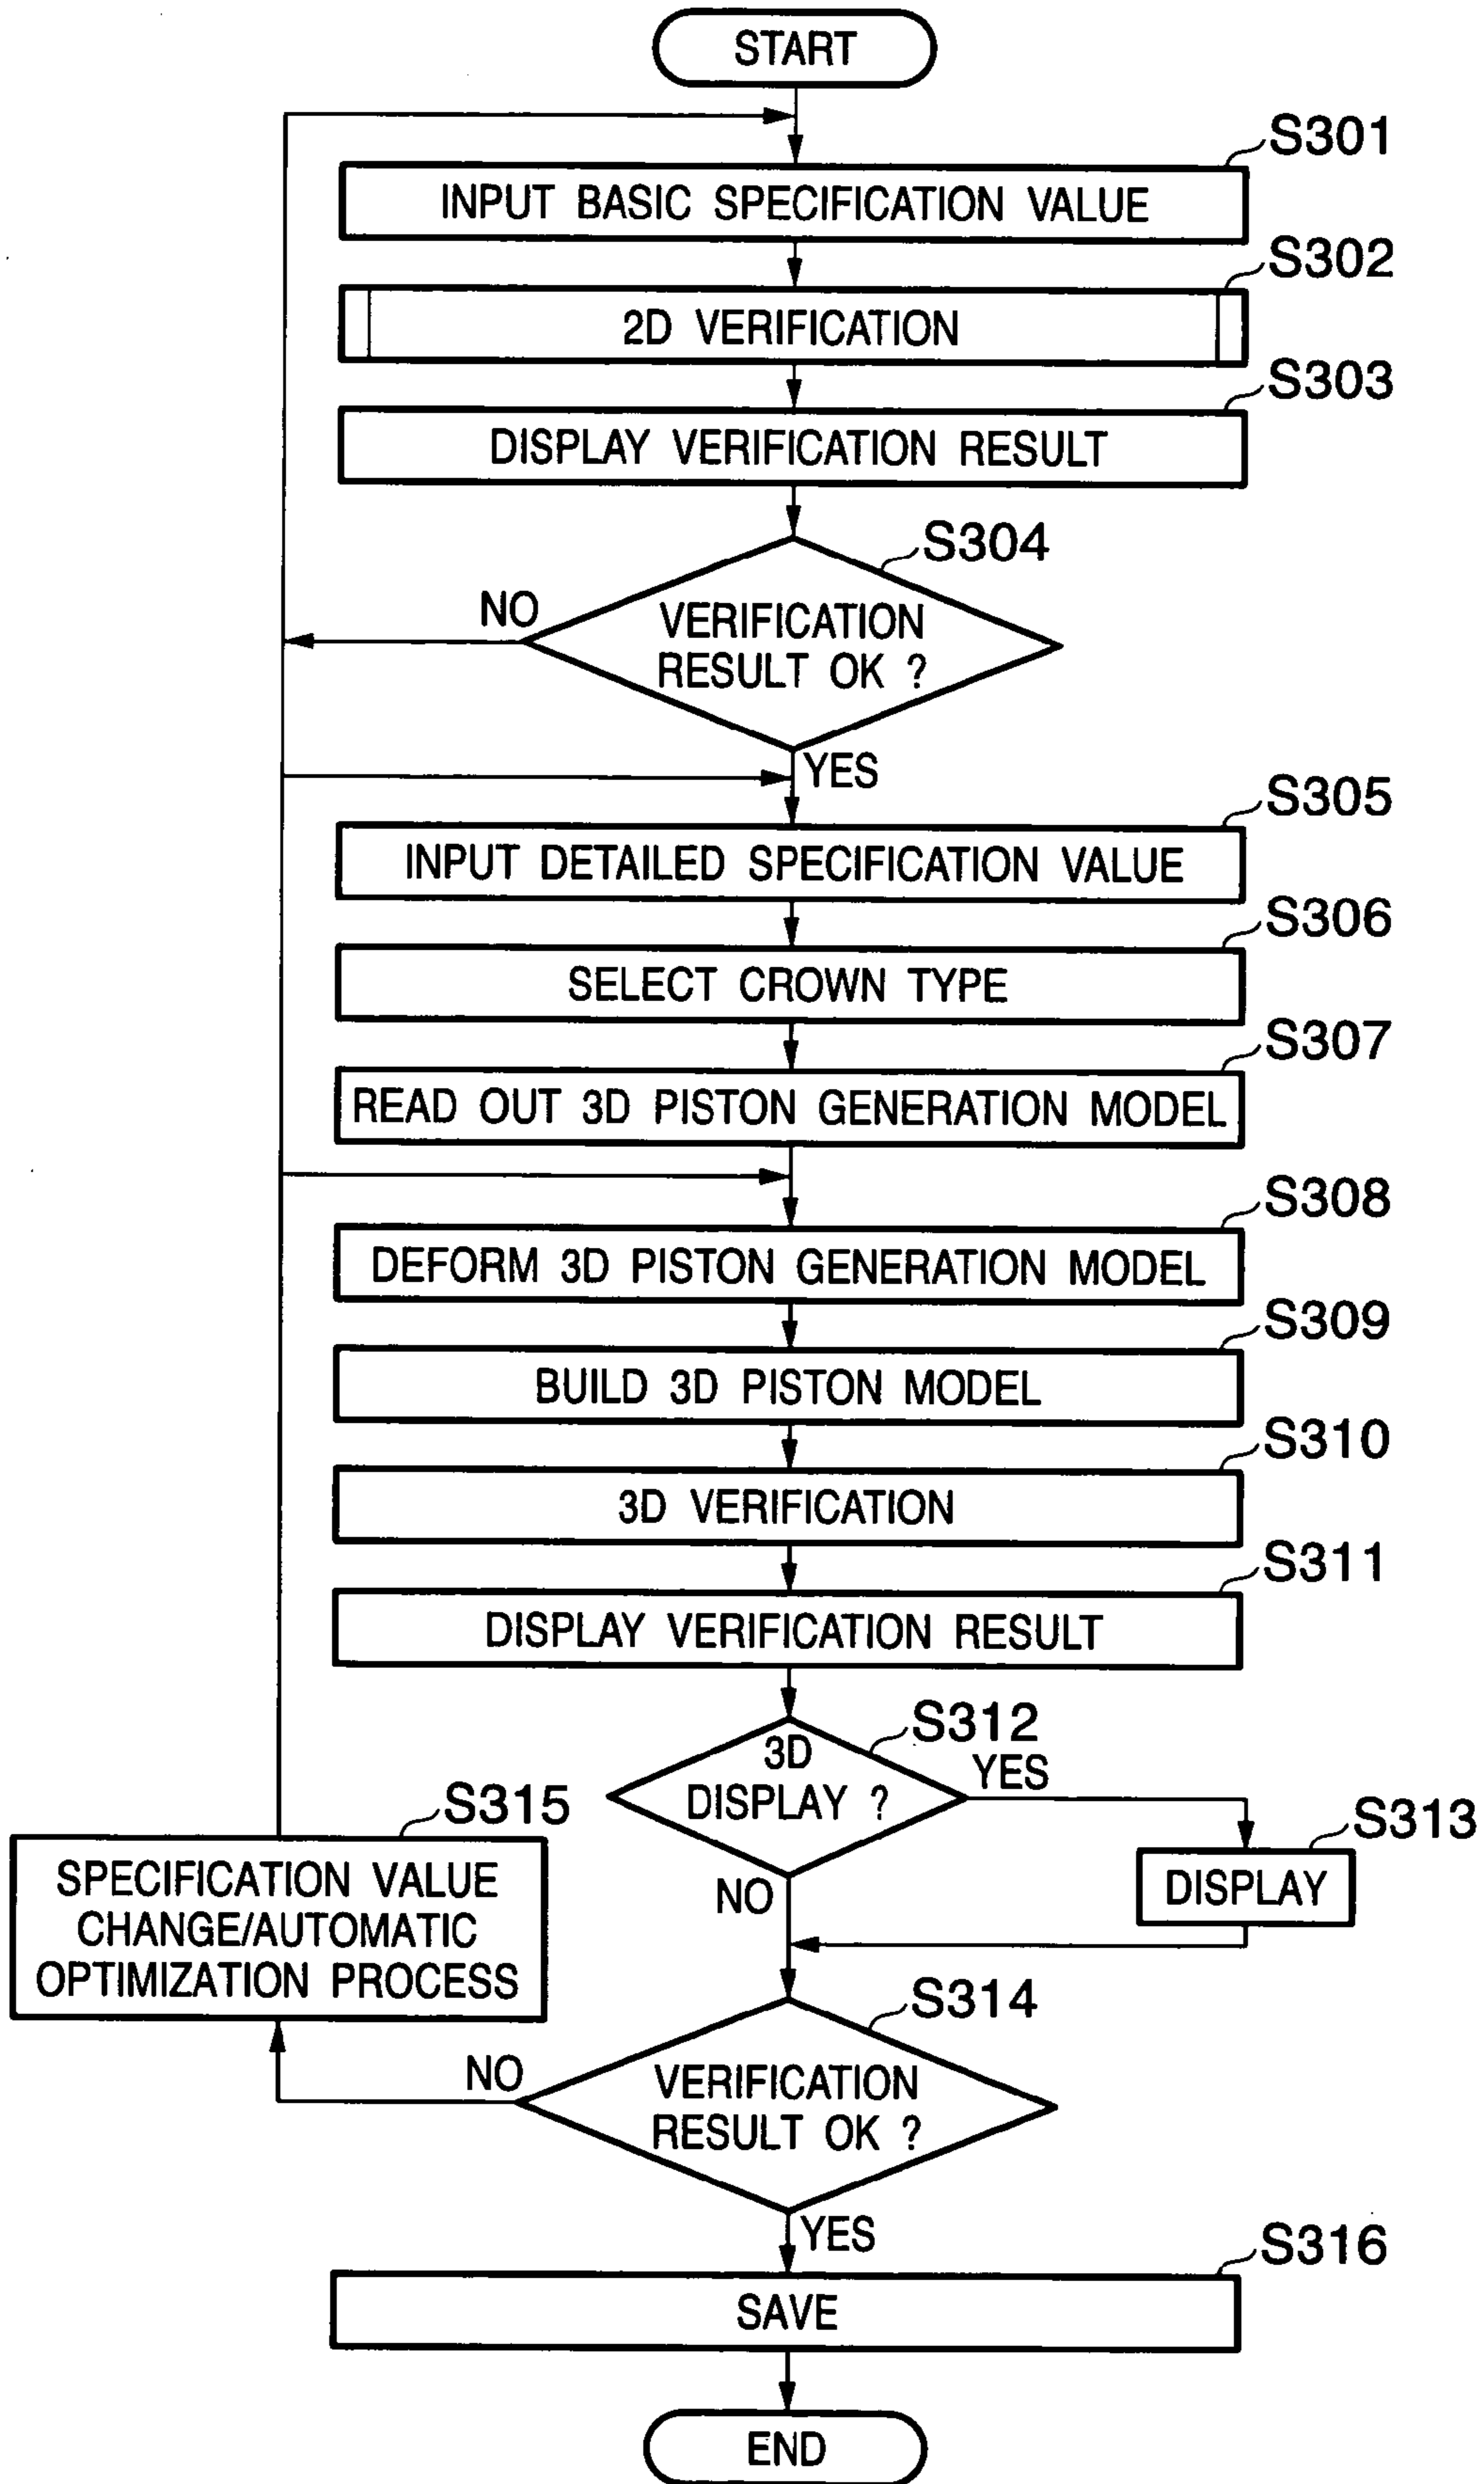 START
S301
INPUT BASIC SPECIFICATION VALUE
S302
2D VERIFICATION
S303
DISPLAY VERIFICATION RESULT
S304
NO
VERIFICATION
RESULT OK ?
YES
S305
INPUT DETAILED SPECIFICATION VALUE
S306
SELECT CROWN TYPE
S307
READ OUT 3D PISTON GENERATION MODEL
S308
DEFORM 3D PISTON GENERATION MODEL
S309
BUILD 3D PISTON MODEL
S310
3D VERIFICATION
S311
DISPLAY VERIFICATION RESULT
S312
3D
DISPLAY ?
YES
NO
S313
DISPLAY
S315
SPECIFICATION VALUE
CHANGE/AUTOMATIC
OPTIMIZATION PROCESS
S314
NO
VERIFICATION
RESULT OK ?
YES
S316
SAVE
END